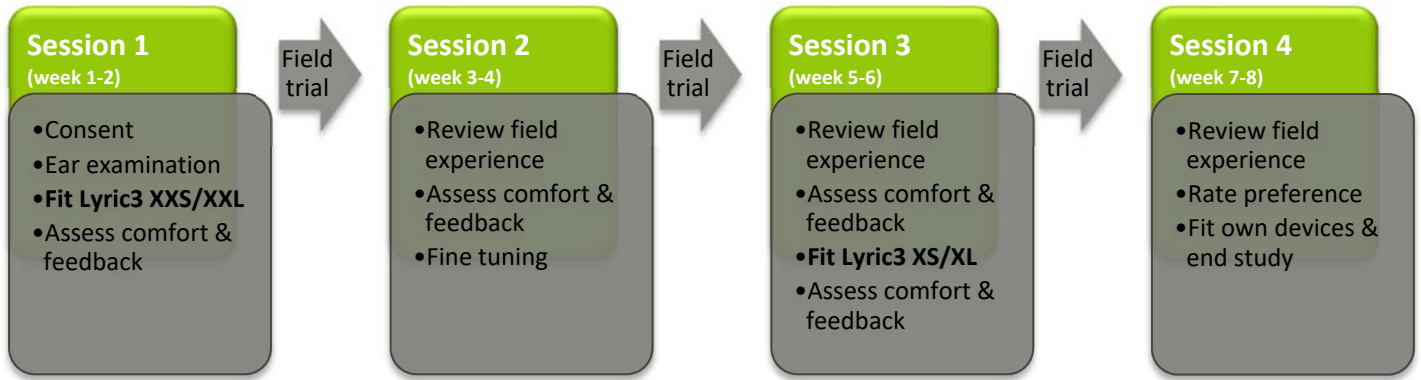 Session 1
(week 1-2)
•Consent
•Ear examination
•Fit Lyric3 XXS/XXL
•Assess comfort &
feedback
Field
trial
Session 2
(week 3-4)
•Review field
experience
•Assess comfort &
feedback
•Fine tuning
Field
trial
Session 3
(week 5-6)
•Review field
experience
•Assess comfort &
feedback
•Fit Lyric3 XS/XL
•Assess comfort &
feedback
Field
trial
Session 4
(week 7-8)
•Review field
experience
•Rate preference
•Fit own devices &
end study